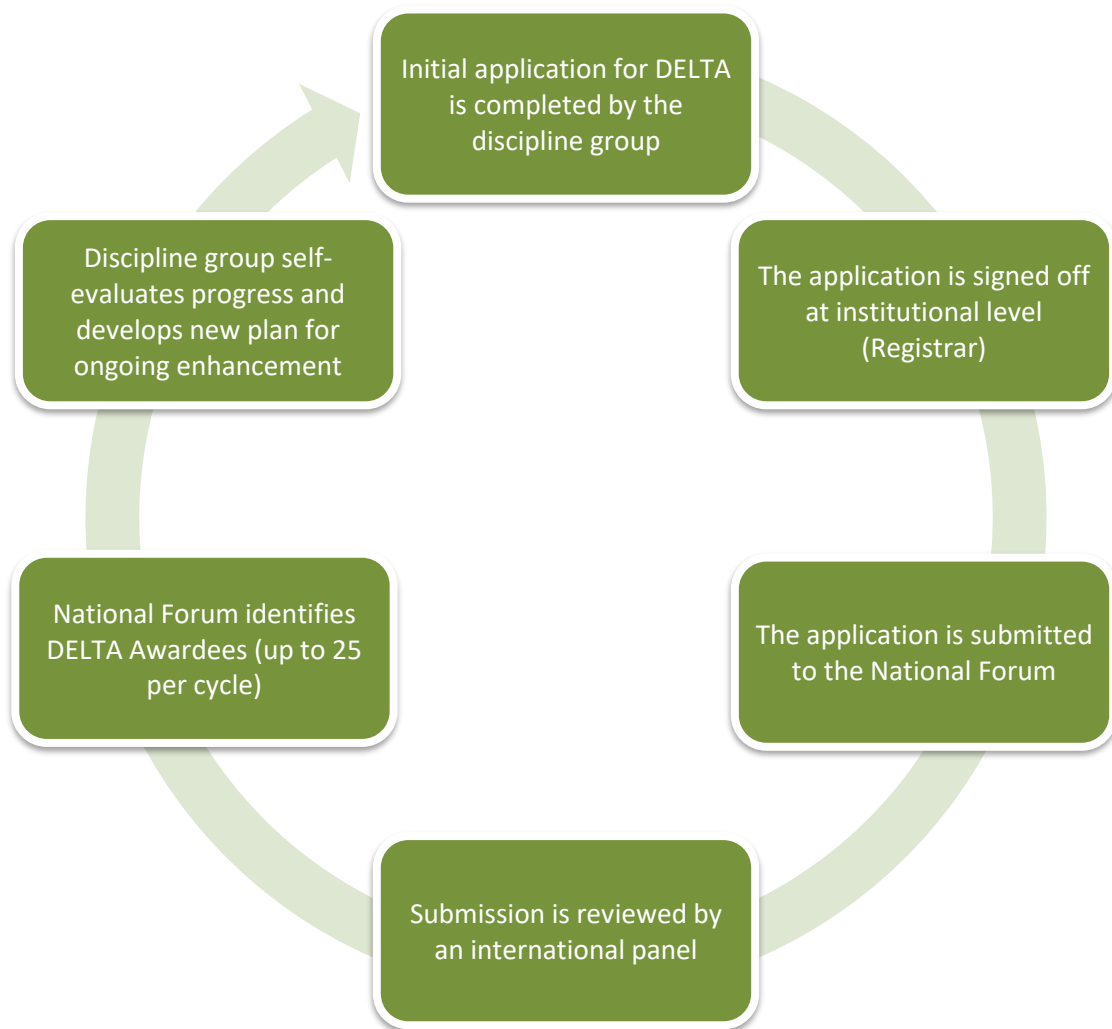 Initial application for DELTA
is completed by the
discipline group
The application is signed off
at institutional level
(Registrar)
The application is submitted
to the National Forum
Submission is reviewed by
an international panel
National Forum identifies
DELTA Awardees (up to 25
per cycle)
Discipline group self-
evaluates progress and
develops new plan for
ongoing enhancement